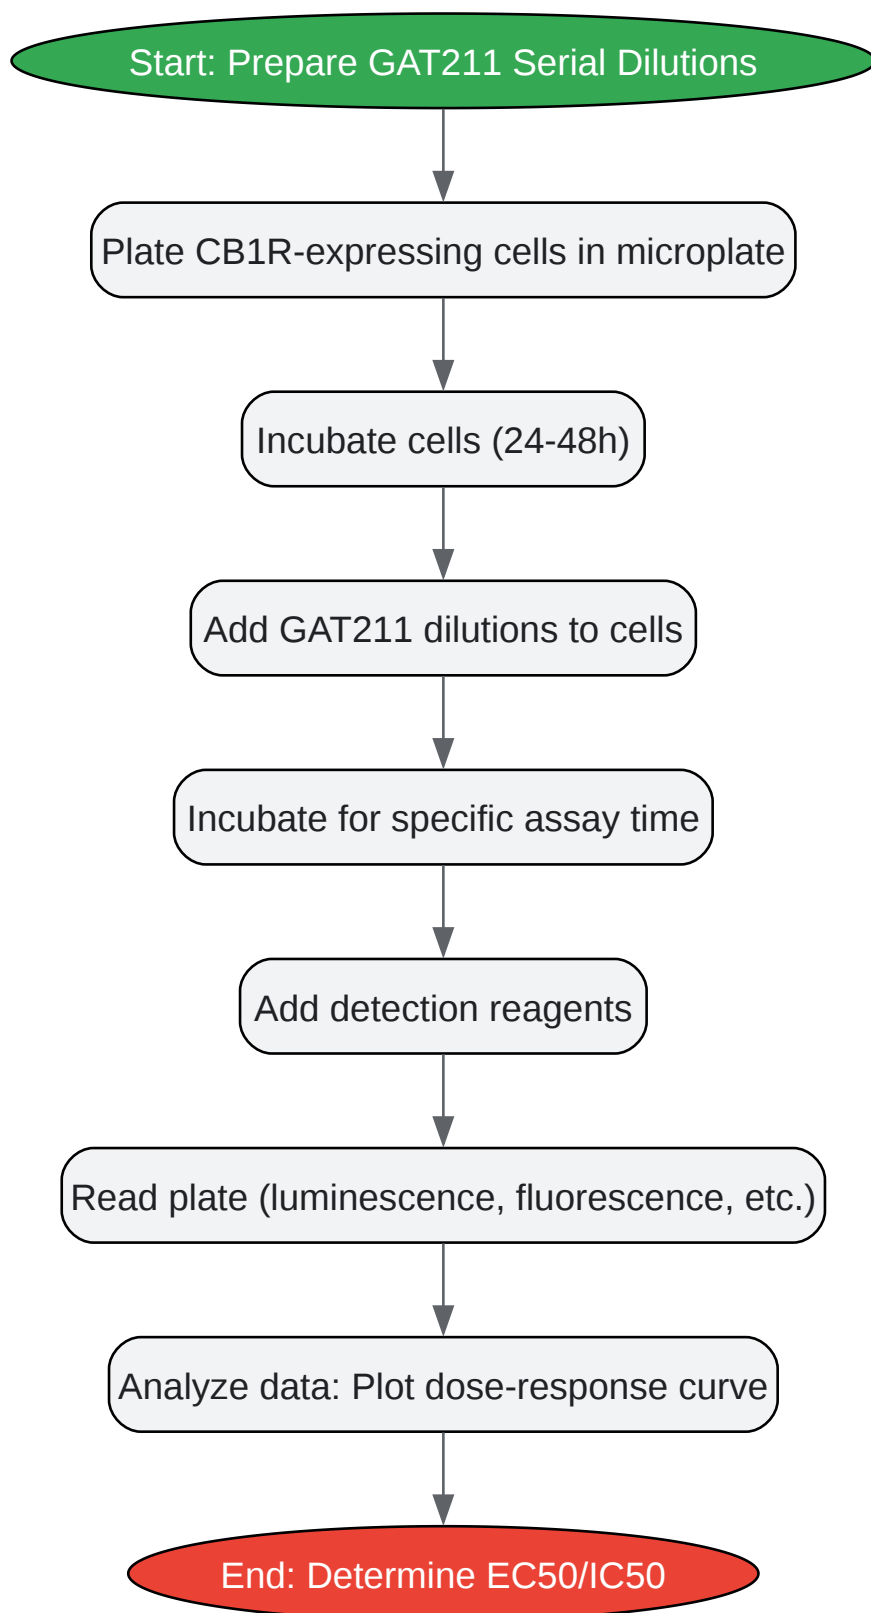 Start: Prepare GAT211 Serial Dilutions
Plate CB1R-expressing cells in microplate
Incubate cells (24-48h)
Add GAT211 dilutions to cells
Incubate for specific assay time
Add detection reagents
Read plate (luminescence, fluorescence, etc.)
Analyze data: Plot dose-response curve
End: Determine EC50/IC50